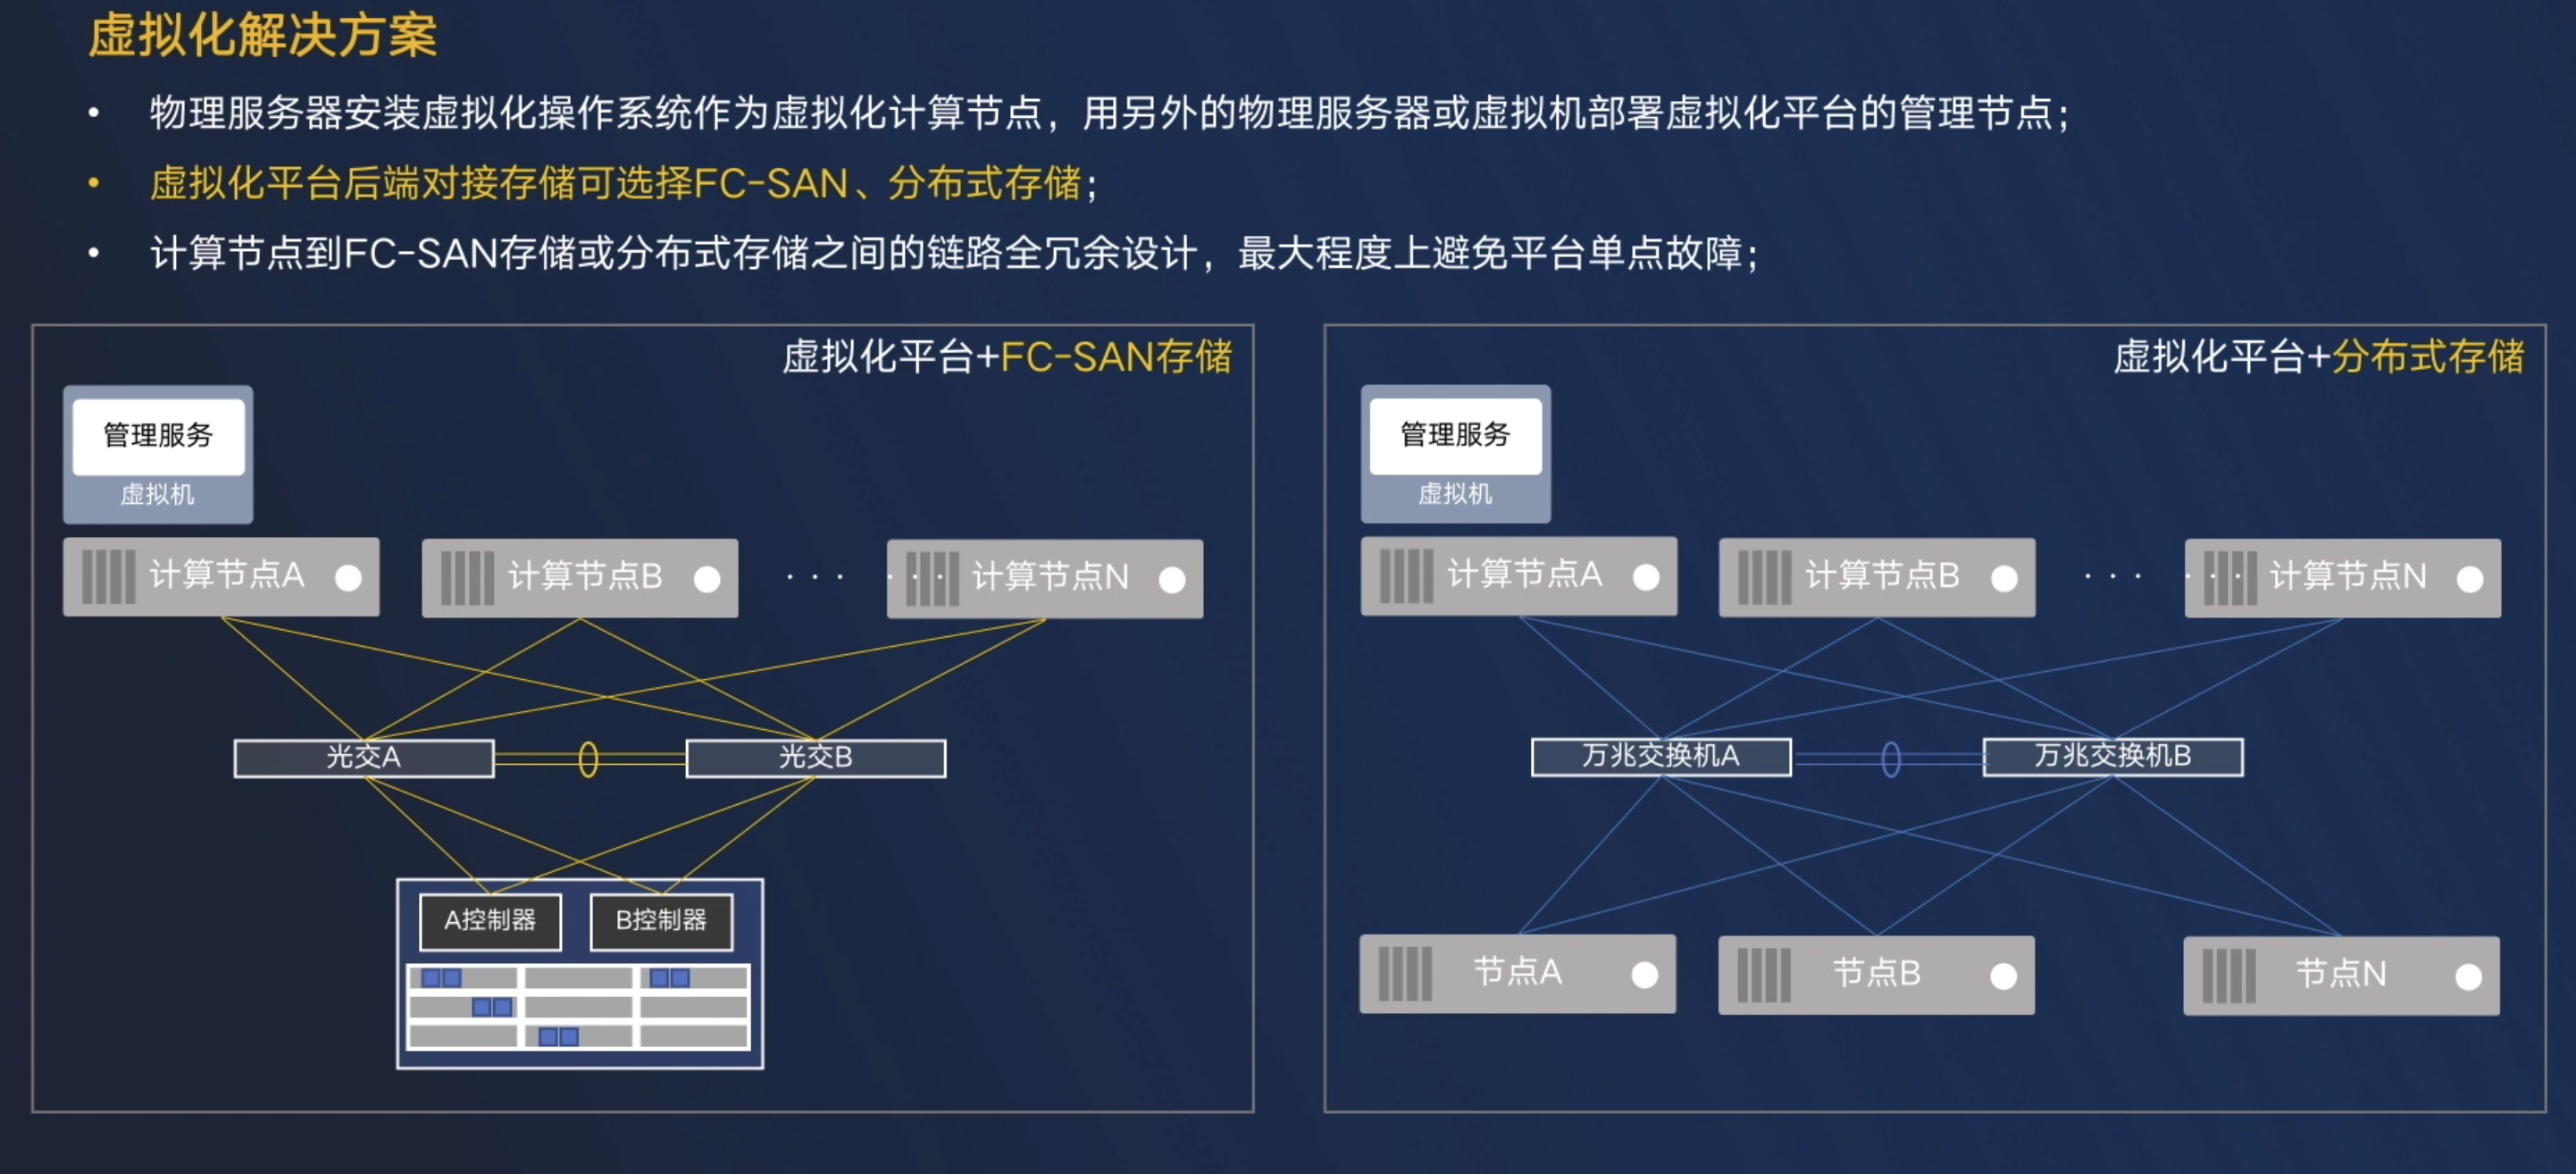 虚拟化解决方案
• 物理服务器安装虚拟化操作系统作为虚拟化计算节点，用另外的物理服务器或虚拟机部署虚拟化平台的管理节点；
• 虚拟化平台后端对接存储可选择FC-SAN、分布式存储；
• 计算节点到FC-SAN存储或分布式存储之间的链路全冗余设计，最大程度上避免平台单点故障；
虚拟化平台+FC-SAN存储
管理服务
虚拟机
计算节点A
计算节点B
· · ·
· · ·
计算节点N
光交A
光交B
A控制器
B控制器
虚拟化平台+分布式存储
管理服务
虚拟机
计算节点A
计算节点B
· · ·
· · ·
计算节点N
万兆交换机A
万兆交换机B
节点A
节点B
节点N